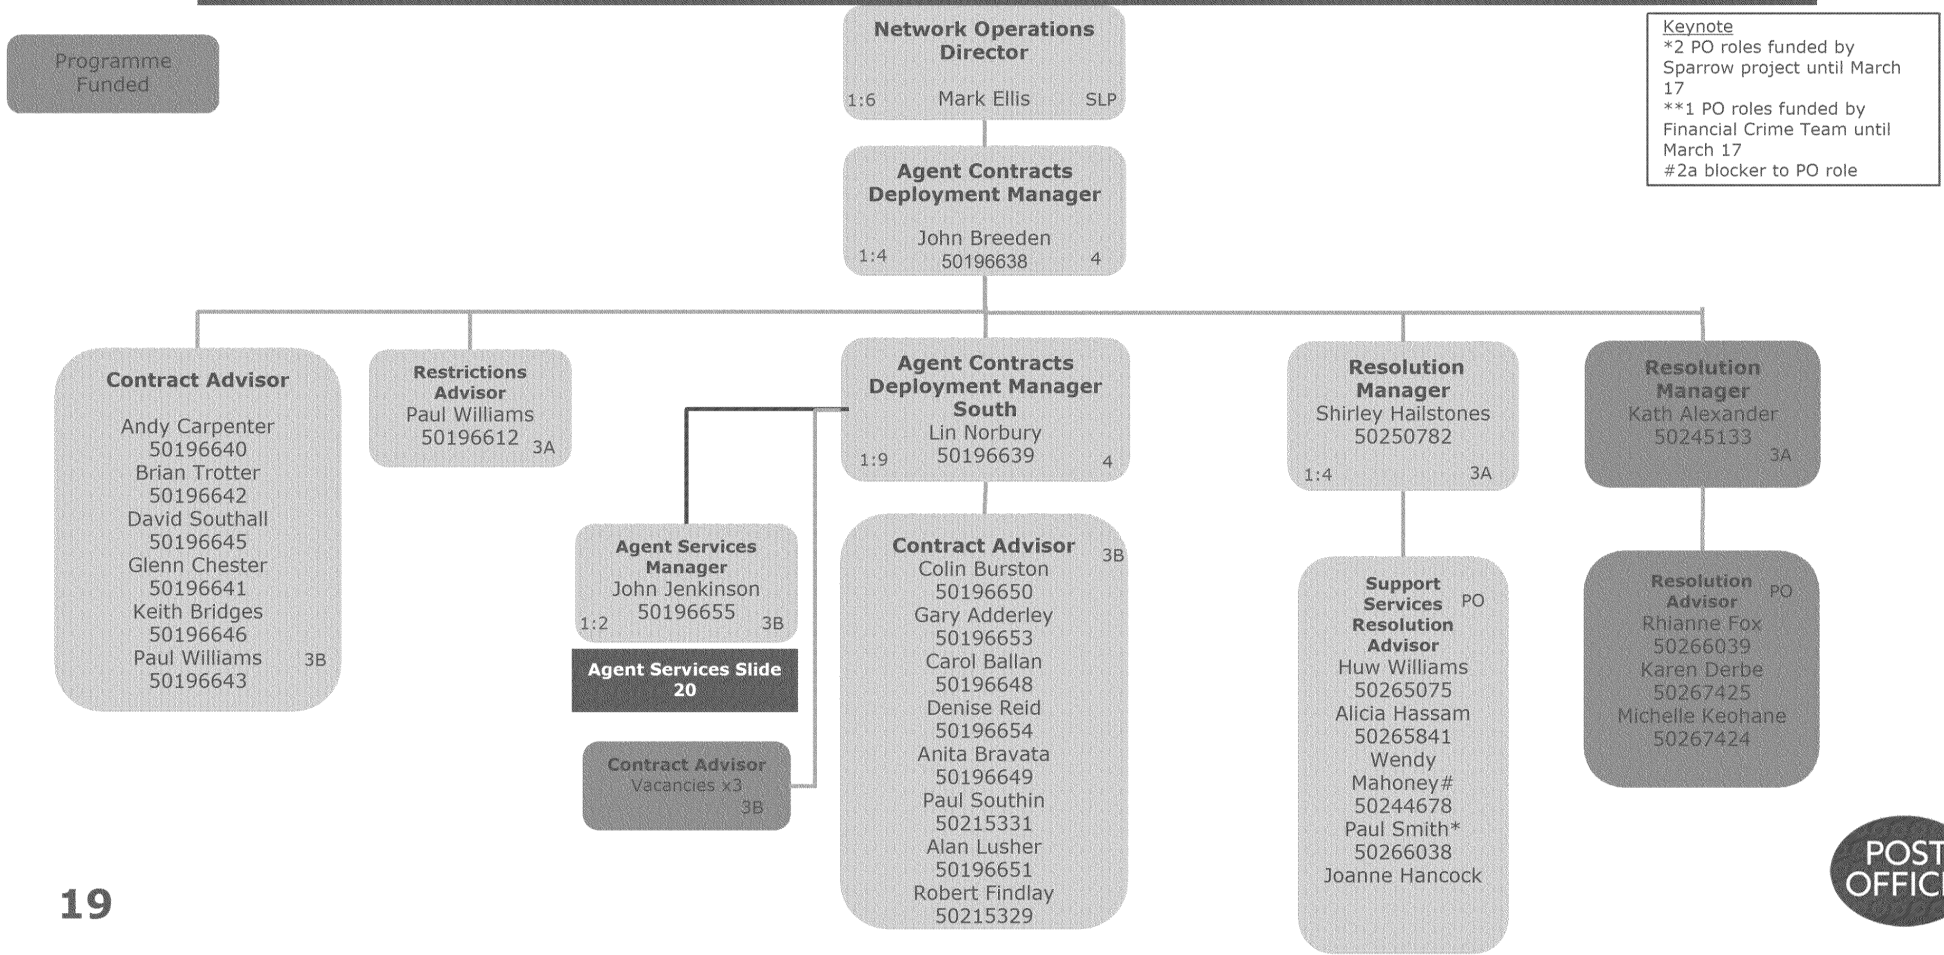 Programme
Funded
Network Operations
Director
1:6 Mark Ellis SLP
Keynote
*2 PO roles funded by
Sparrow project until March
17
**1 PO roles funded by
Financial Crime Team until
March 17
#2a blocker to PO role
Agent Contracts
Deployment Manager
John Breeden
1:4 50196638 4
Contract Advisor
Andy Carpenter
50196640
Brian Trotter
50196642
David Southall
50196645
Glenn Chester
50196641
Keith Bridges
50196646
Paul Williams 3B
50196643
Restrictions
Advisor
Paul Williams
50196612 3A
Agent Contracts
Deployment Manager
South
Lin Norbury
1:9 50196639 4
Agent Services
Manager
John Jenkinson
50196655
1:2 3B
Agent Services Slide
20
Contract Advisor
Vacancies x3
3B
Contract Advisor 3B
Colin Burston
50196650
Gary Adderley
50196653
Carol Ballan
50196648
Denise Reid
50196654
Anita Bravata
50196649
Paul Southin
50215331
Alan Lusher
50196651
Robert Findlay
50215329
Resolution
Manager
Shirley Hailstones
50250782
1:4 3A
Support
Services PO
Resolution
Advisor
Huw Williams
50265075
Alicia Hassam
50265841
Wendy
Mahoney#
50244678
Paul Smith*
50266038
Joanne Hancock
Resolution
Manager
Kath Alexander
50245133
3A
Resolution PO
Advisor
Rhianne Fox
50266039
Karen Derbe
50267425
Michelle Keohane
50267424
19
POST
OFFIC